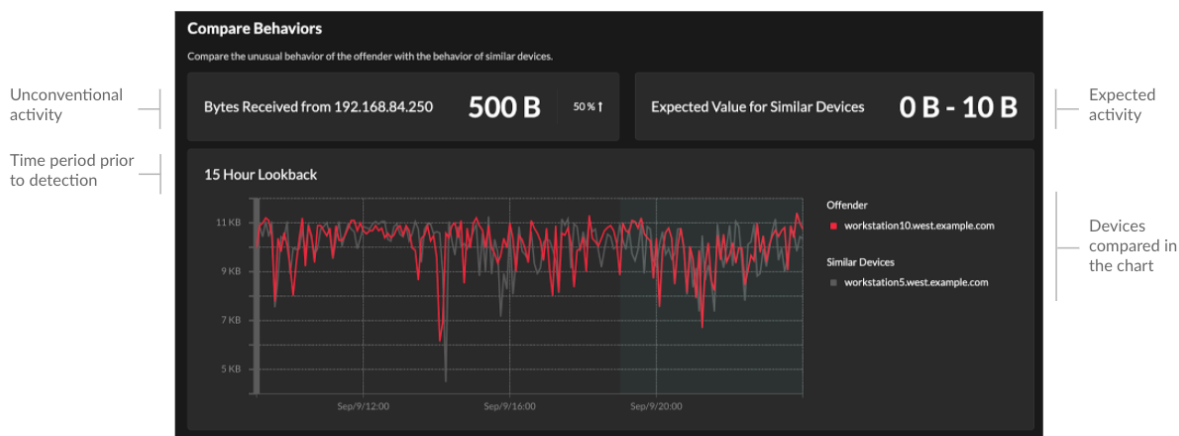 Compare Behaviors
Compare the unusual behavior of the offender with the behavior of similar devices.
Unconventional
activity
Bytes Received from 192.168.84.250
500 B
50 % ↑
Expected Value for Similar Devices
0 B - 10 B
Expected
activity
Time period prior
to detection
15 Hour Lookback
11 KB
9 KB
7 KB
5 KB
Sep/9/12:00
Sep/9/16:00
Sep/9/20:00
Offender
workstation10.west.example.com
Similar Devices
workstation5.west.example.com
Devices
compared in
the chart